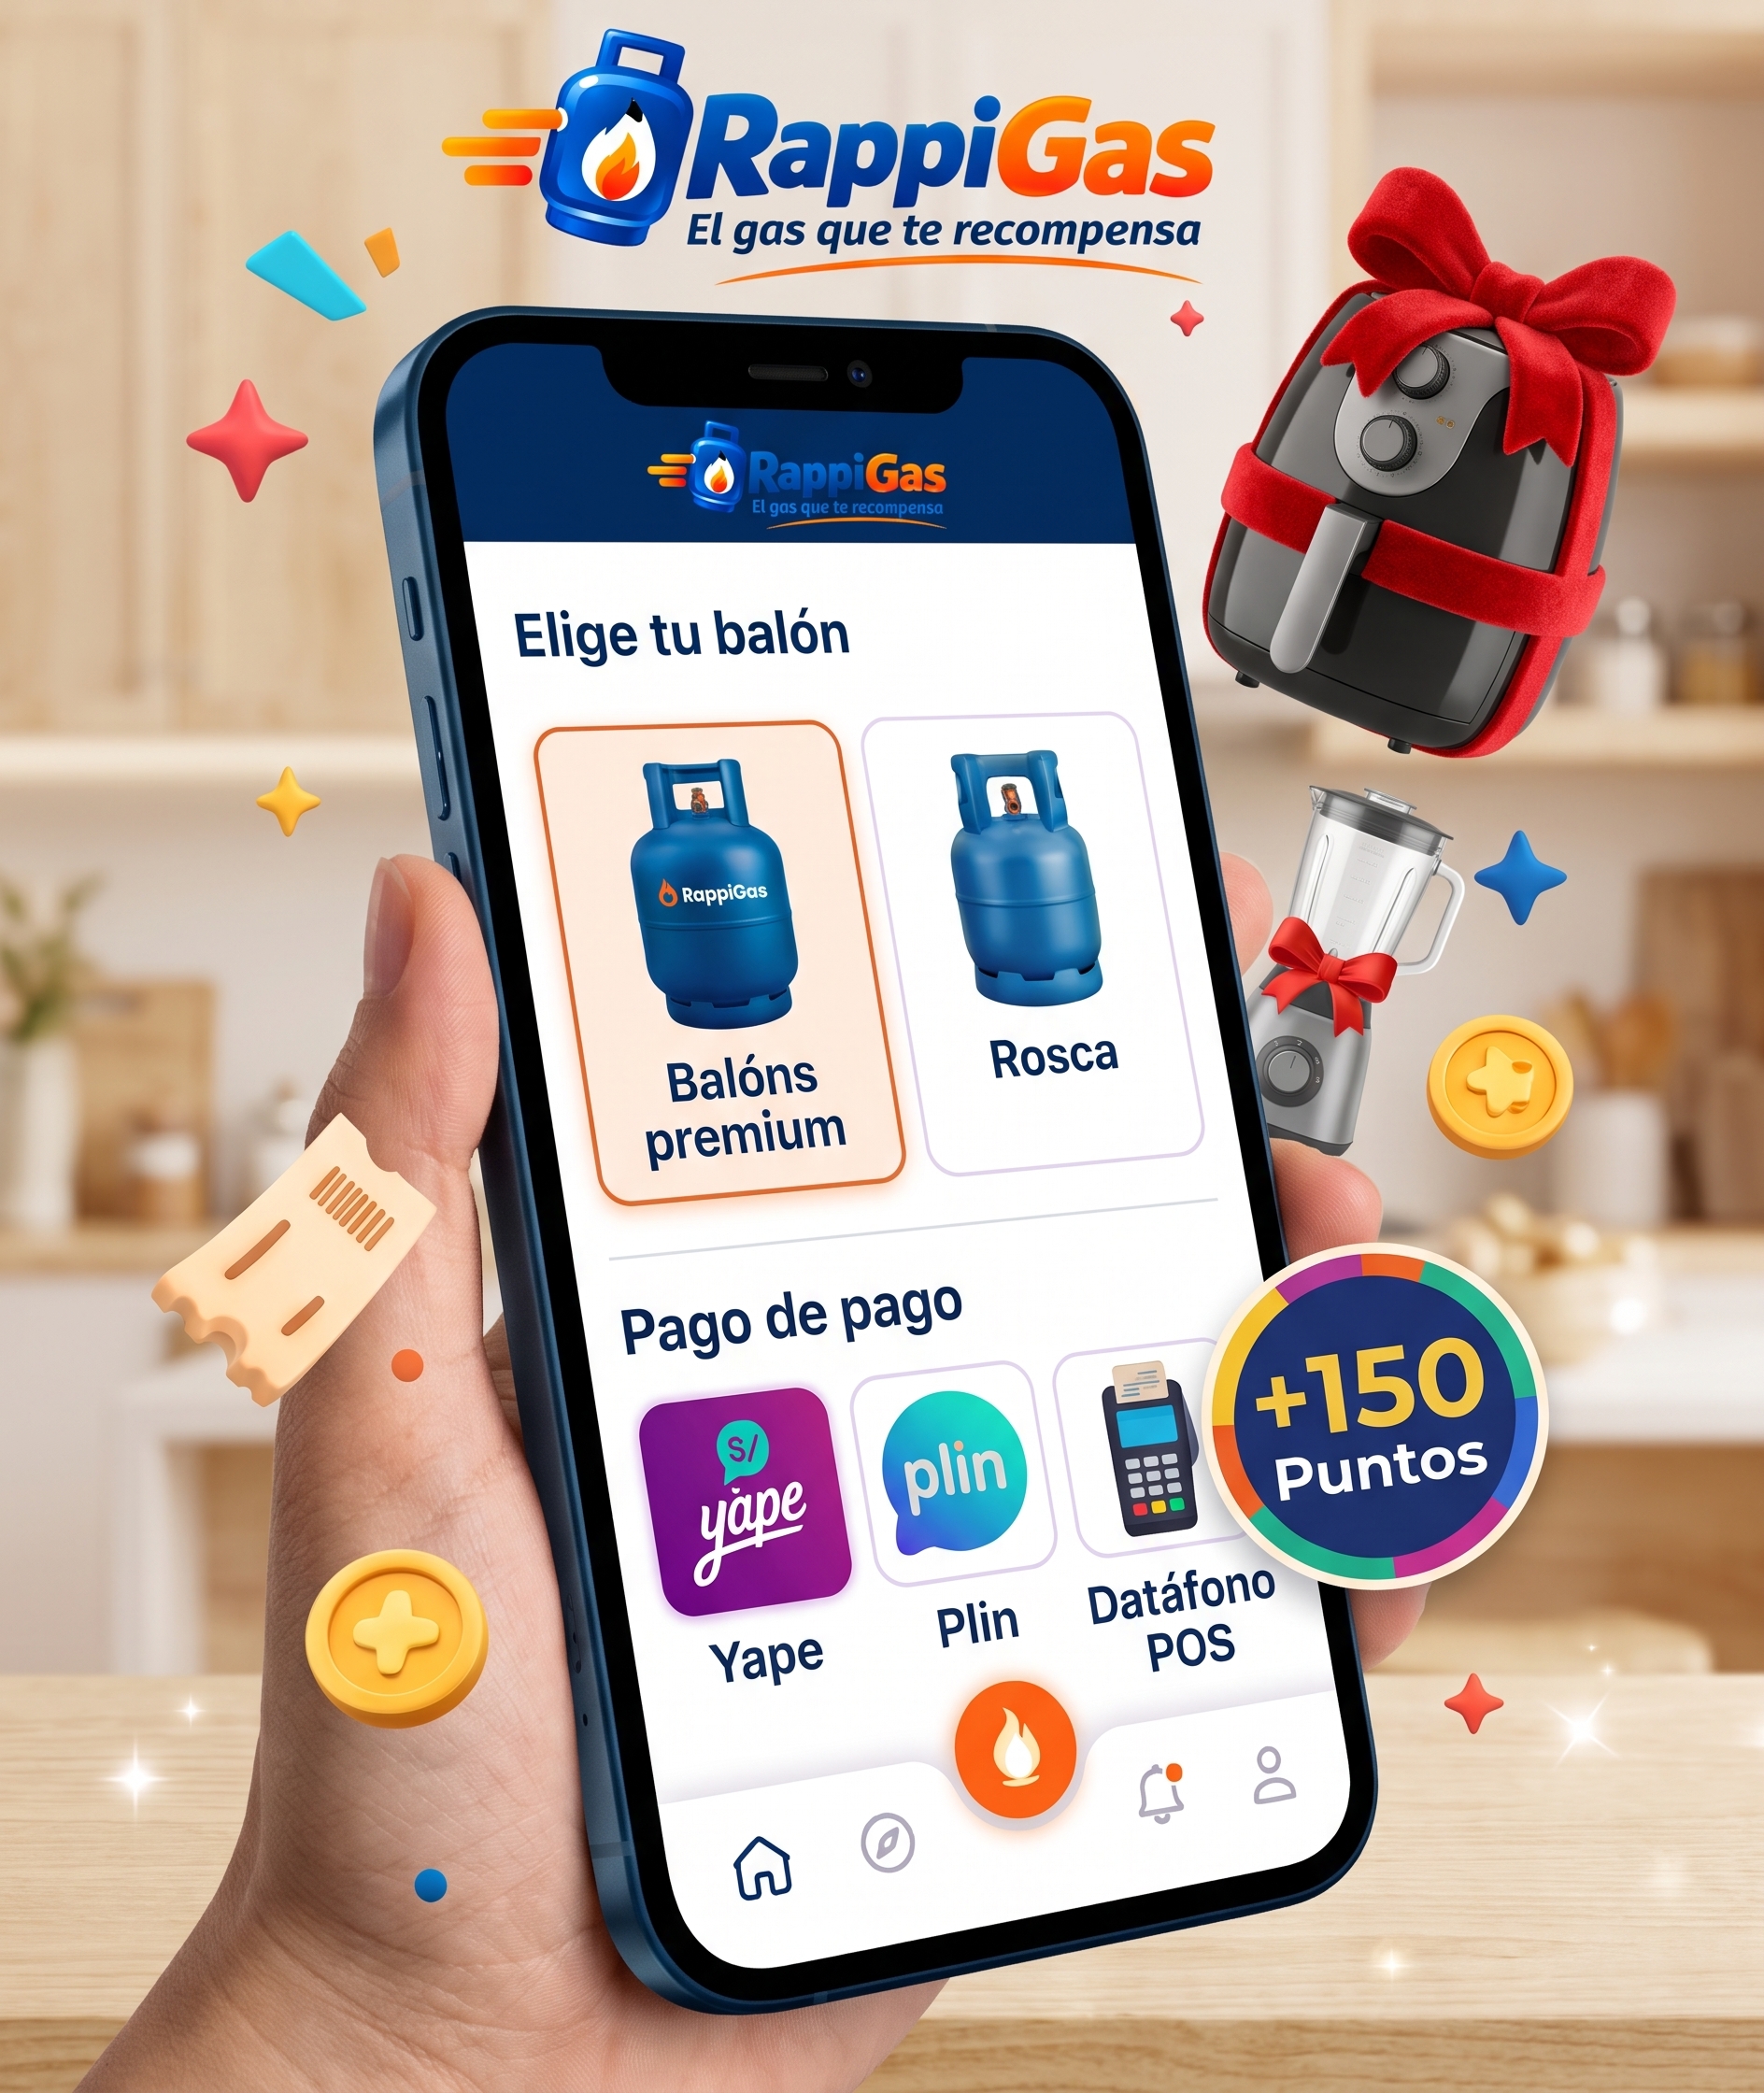 RappiGas
El gas que te recompensa
RappiGas
El gas que te recompensa
Elige tu balón
RappiGas
Balóns
premium
Rosca
Pago de pago
S/
yape
plin
Yape
Plin
Datáfono
POS
+150
Puntos